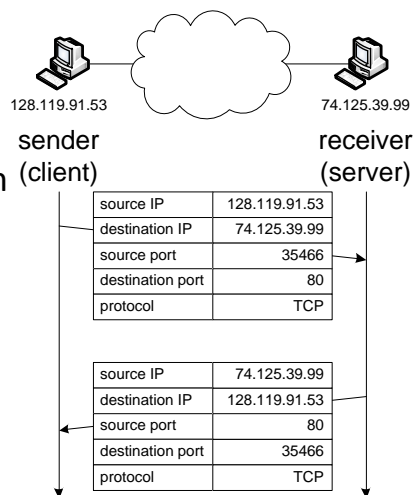 128.119.91.53
74.125.39.99
sender
receiver
(client)
(server)
source IP 128.119.91.53
destination IP 74.125.39.99
source port 35466
destination port 80
protocol TCP
source IP 74.125.39.99
destination IP 128.119.91.53
source port 80
destination port 35466
protocol TCP